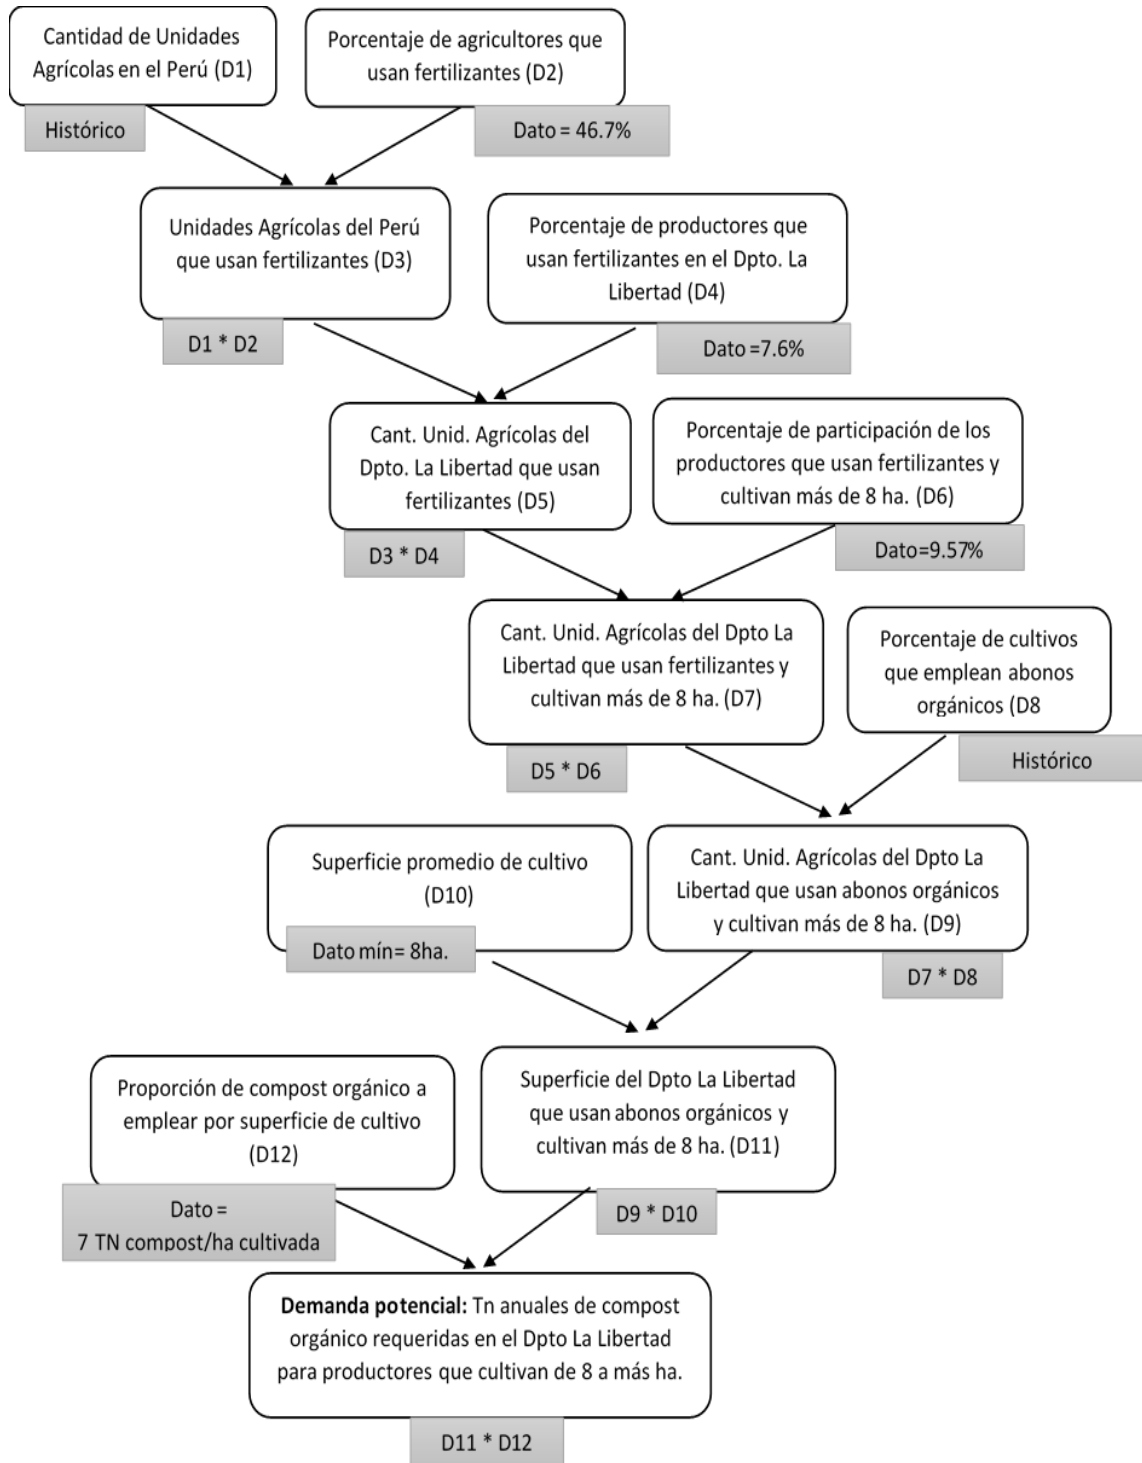 Cantidad de Unidades
Agrícolas en el Perú (D1)
Histórico
Porcentaje de agricultores que
usan fertilizantes (D2)
Dato = 46.7%
Unidades Agrícolas del Perú
que usan fertilizantes (D3)
D1 * D2
Porcentaje de productores que
usan fertilizantes en el Dpto. La
Libertad (D4)
Dato =7.6%
Cant. Unid. Agrícolas del
Dpto. La Libertad que usan
fertilizantes (D5)
D3 * D4
Porcentaje de participación de los
productores que usan fertilizantes y
cultivan más de 8 ha. (D6)
Dato=9.57%
Cant. Unid. Agrícolas del Dpto La
Libertad que usan fertilizantes y
cultivan más de 8 ha. (D7)
D5 * D6
Porcentaje de cultivos
que emplean abonos
orgánicos (D8
Histórico
Superficie promedio de cultivo
(D10)
Dato mín= 8ha.
Cant. Unid. Agrícolas del Dpto La
Libertad que usan abonos orgánicos
y cultivan más de 8 ha. (D9)
D7 * D8
Proporción de compost orgánico a
emplear por superficie de cultivo
(D12)
Dato =
7 TN compost/ha cultivada
Superficie del Dpto La Libertad
que usan abonos orgánicos y
cultivan más de 8 ha. (D11)
D9 * D10
Demanda potencial: Tn anuales de compost
orgánico requeridas en el Dpto La Libertad
para productores que cultivan de 8 a más ha.
D11 * D12